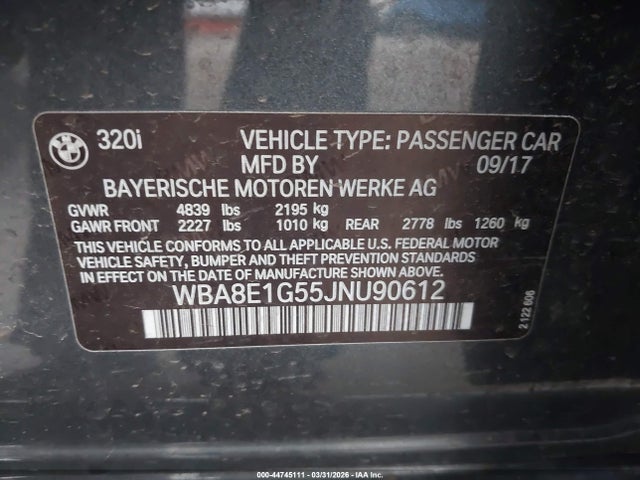 BMW
320i VEHICLE TYPE: PASSENGER CAR
MFD BY 09/17
BAYERISCHE MOTOREN WERKE AG
GVWR 4839 lbs 2195 kg
GAWR FRONT 2227 lbs 1010 kg REAR 2778 lbs 1260 kg
THIS VEHICLE CONFORMS TO ALL APPLICABLE U.S. FEDERAL MOTOR
VEHICLE SAFETY, BUMPER AND THEFT PREVENTION STANDARDS
IN EFFECT ON THE DATE OF MANUFACTURE SHOWN ABOVE.
WBA8E1G55JNU90612
2 122 606
000-44745111 - 03/31/2026 - IAA Inc.